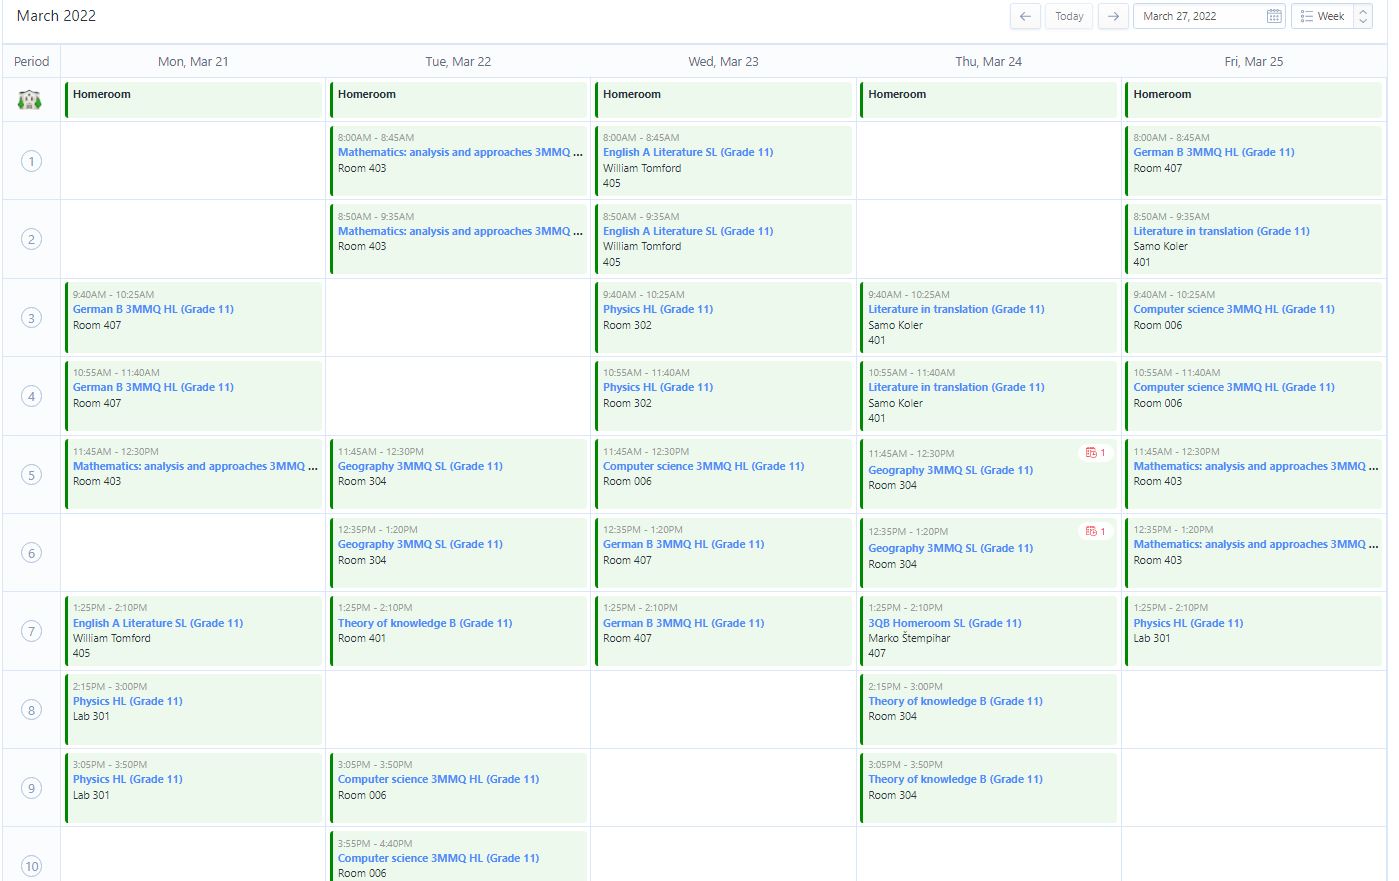 March 2022
Today
March 27, 2022
Week
Period
Mon, Mar 21
Tue, Mar 22
Wed, Mar 23
Thu, Mar 24
Fri, Mar 25
Homeroom
Homeroom
Homeroom
Homeroom
Homeroom
1
8:00AM - 8:45AM
Mathematics: analysis and approaches 3MMQ ...
Room 403
8:00AM - 8:45AM
English A Literature SL (Grade 11)
William Tomford
405
8:00AM - 8:45AM
German B 3MMQ HL (Grade 11)
Room 407
2
8:50AM - 9:35AM
Mathematics: analysis and approaches 3MMQ ...
Room 403
8:50AM - 9:35AM
English A Literature SL (Grade 11)
William Tomford
405
8:50AM - 9:35AM
Literature in translation (Grade 11)
Samo Koler
401
3
9:40AM - 10:25AM
German B 3MMQ HL (Grade 11)
Room 407
9:40AM - 10:25AM
Physics HL (Grade 11)
Room 302
9:40AM - 10:25AM
Literature in translation (Grade 11)
Samo Koler
401
9:40AM - 10:25AM
Computer science 3MMQ HL (Grade 11)
Room 006
4
10:55AM - 11:40AM
German B 3MMQ HL (Grade 11)
Room 407
10:55AM - 11:40AM
Physics HL (Grade 11)
Room 302
10:55AM - 11:40AM
Literature in translation (Grade 11)
Samo Koler
401
10:55AM - 11:40AM
Computer science 3MMQ HL (Grade 11)
Room 006
5
11:45AM - 12:30PM
Mathematics: analysis and approaches 3MMQ ...
Room 403
11:45AM - 12:30PM
Geography 3MMQ SL (Grade 11)
Room 304
11:45AM - 12:30PM
Computer science 3MMQ HL (Grade 11)
Room 006
11:45AM - 12:30PM
1
Geography 3MMQ SL (Grade 11)
Room 304
11:45AM - 12:30PM
Mathematics: analysis and approaches 3MMQ ...
Room 403
6
12:35PM - 1:20PM
Geography 3MMQ SL (Grade 11)
Room 304
12:35PM - 1:20PM
German B 3MMQ HL (Grade 11)
Room 407
12:35PM - 1:20PM
1
Geography 3MMQ SL (Grade 11)
Room 304
12:35PM - 1:20PM
Mathematics: analysis and approaches 3MMQ ...
Room 403
7
1:25PM - 2:10PM
English A Literature SL (Grade 11)
William Tomford
405
1:25PM - 2:10PM
Theory of knowledge B (Grade 11)
Room 401
1:25PM - 2:10PM
German B 3MMQ HL (Grade 11)
Room 407
1:25PM - 2:10PM
3QB Homeroom SL (Grade 11)
Marko Štempihar
407
1:25PM - 2:10PM
Physics HL (Grade 11)
Lab 301
8
2:15PM - 3:00PM
Physics HL (Grade 11)
Lab 301
2:15PM - 3:00PM
Theory of knowledge B (Grade 11)
Room 304
9
3:05PM - 3:50PM
Physics HL (Grade 11)
Lab 301
3:05PM - 3:50PM
Computer science 3MMQ HL (Grade 11)
Room 006
3:05PM - 3:50PM
Theory of knowledge B (Grade 11)
Room 304
10
3:55PM - 4:40PM
Computer science 3MMQ HL (Grade 11)
Room 006